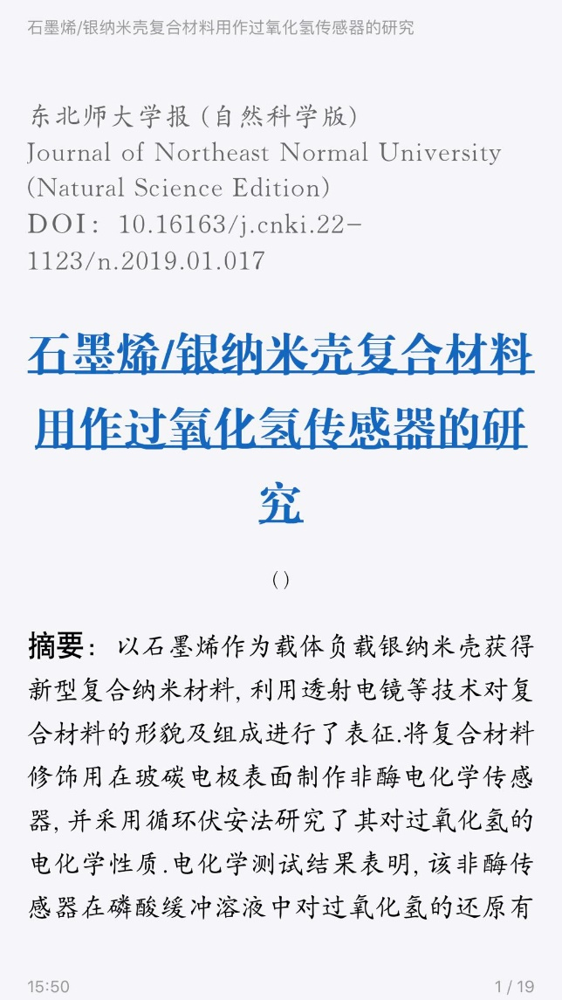 石墨烯/银纳米壳复合材料用作过氧化氢传感器的研究
东北师大学报 (自然科学版)
Journal of Northeast Normal University
(Natural Science Edition)
DOI: 10.16163/j.cnki.22-
1123/n.2019.01.017
石墨烯/银纳米壳复合材料
用作过氧化氢传感器的研
究
()
摘要: 以石墨烯作为载体负载银纳米壳获得
新型复合纳米材料, 利用透射电镜等技术对复
合材料的形貌及组成进行了表征.将复合材料
修饰用在玻碳电极表面制作非酶电化学传感
器, 并采用循环伏安法研究了其对过氧化氢的
电化学性质.电化学测试结果表明, 该非酶传
感器在磷酸缓冲溶液中对过氧化氢的还原有
15:50
1 / 19